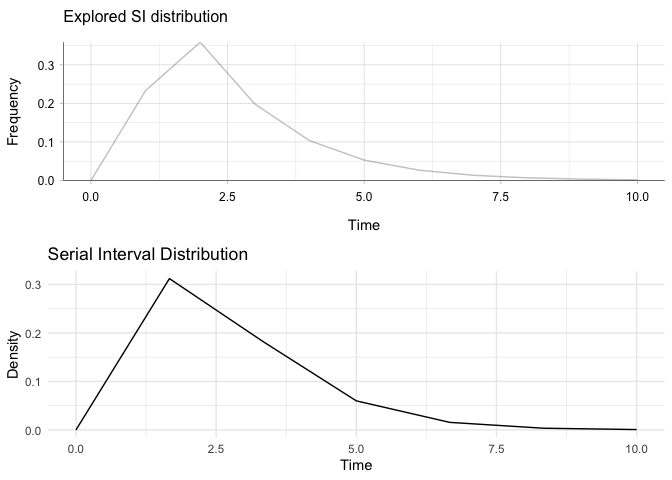 Explored SI distribution
Frequency
0.3
0.2
0.1
0.0
0.0 2.5 5.0 7.5 10.0
Time
Serial Interval Distribution
Density
0.3
0.2
0.1
0.0
0.0 2.5 5.0 7.5 10.0
Time